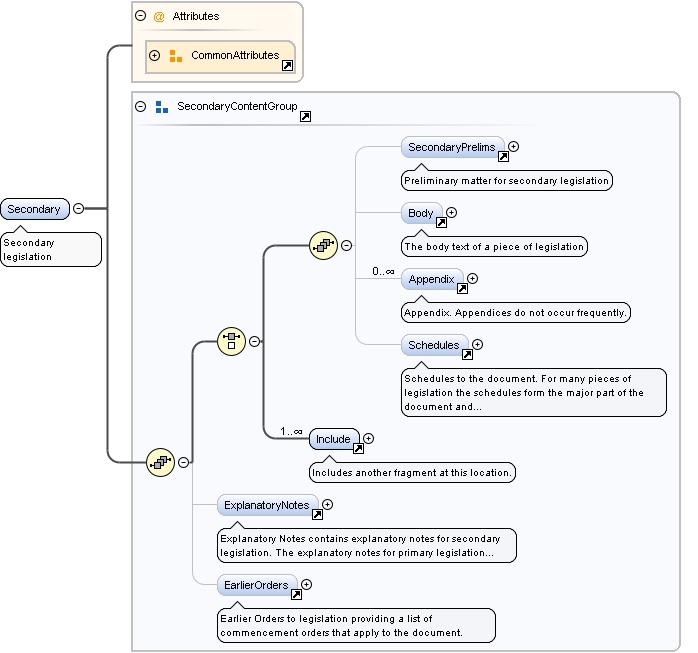 Attributes
CommonAttributes
SecondaryContentGroup
SecondaryPrelims
Preliminary matter for secondary legislation
Body
The body text of a piece of legislation
0..∞
Appendix
Appendix. Appendices do not occur frequently.
Schedules
Schedules to the document. For many pieces of
legislation the schedules form the major part of the
document and...
Secondary
Secondary
legislation
1..∞
Include
Includes another fragment at this location.
ExplanatoryNotes
Explanatory Notes contains explanatory notes for secondary
legislation. The explanatory notes for primary legislation...
EarlierOrders
Earlier Orders to legislation providing a list of
commencement orders that apply to the document.